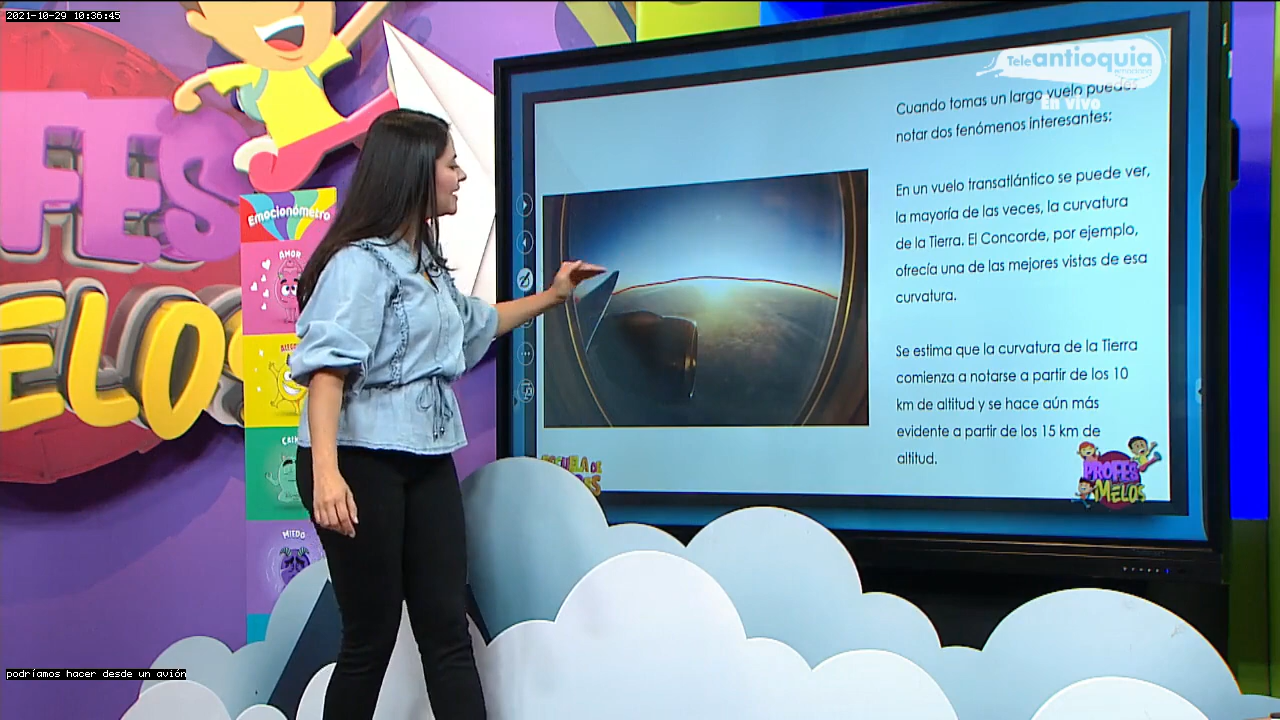 2021-10-29 10:36:45
Teleantioquia
En vivo
Cuando tomas un largo vuelo puedes
notar dos fenómenos interesantes:
En un vuelo transatlántico se puede ver,
la mayoría de las veces, la curvatura
de la Tierra. El Concorde, por ejemplo,
ofrecía una de las mejores vistas de esa
curvatura.
Se estima que la curvatura de la Tierra
comienza a notarse a partir de los 10
km de altitud y se hace aún más
evidente a partir de los 15 km de
altitud.
PROFES
MELOS
FES
ELOS
Emocionómetro
AMOR
MIEDO
podríamos hacer desde un avión